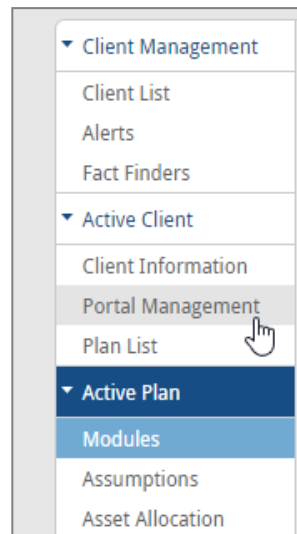 Client Management
Client List
Alerts
Fact Finders
Active Client
Client Information
Portal Management
Plan List
Active Plan
Modules
Assumptions
Asset Allocation